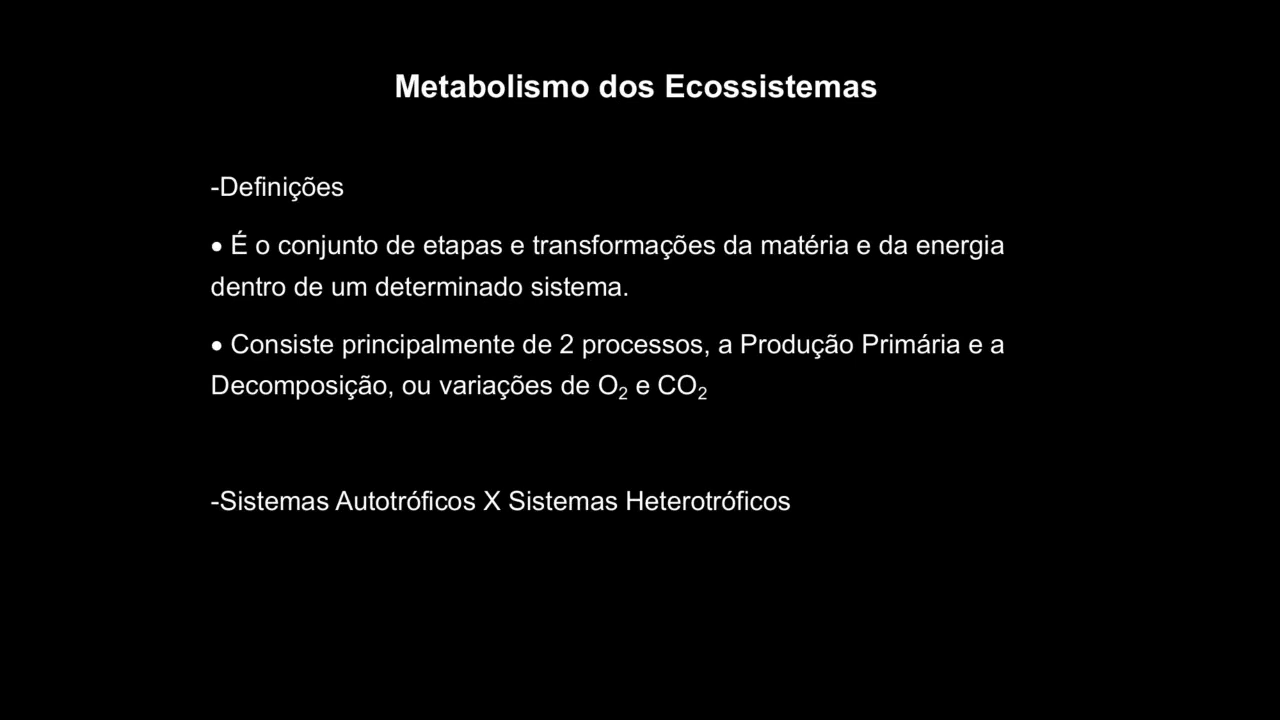 Metabolismo dos Ecossistemas
-Definições
• É o conjunto de etapas e transformações da matéria e da energia
dentro de um determinado sistema.
• Consiste principalmente de 2 processos, a Produção Primária e a
Decomposição, ou variações de O₂ e CO₂
-Sistemas Autotróficos X Sistemas Heterotróficos